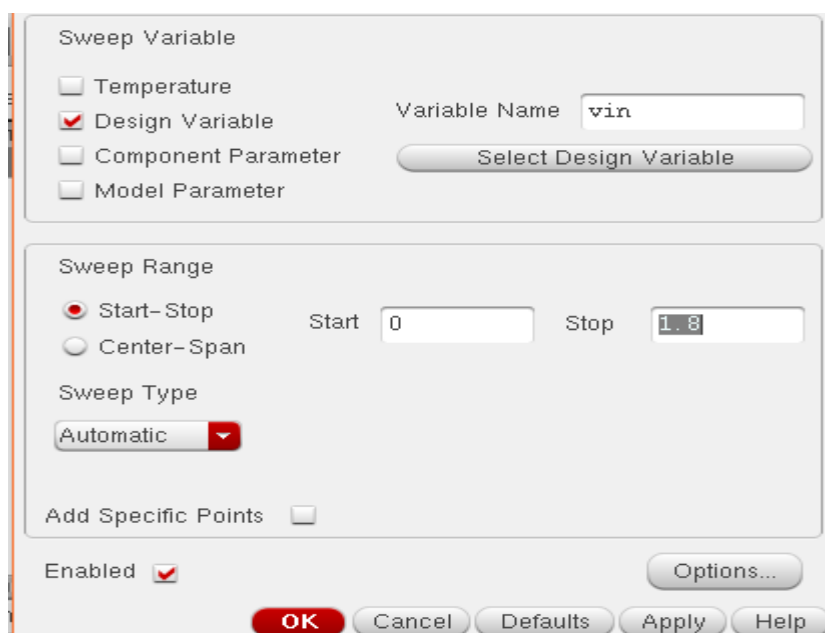 Sweep Variable
Temperature
Design Variable
Component Parameter
Model Parameter
Variable Name vin
Select Design Variable
Sweep Range
Start-Stop
Center-Span
Start 0 Stop 1.8
Sweep Type
Automatic
Add Specific Points
Enabled
Options...
OK Cancel Defaults Apply Help